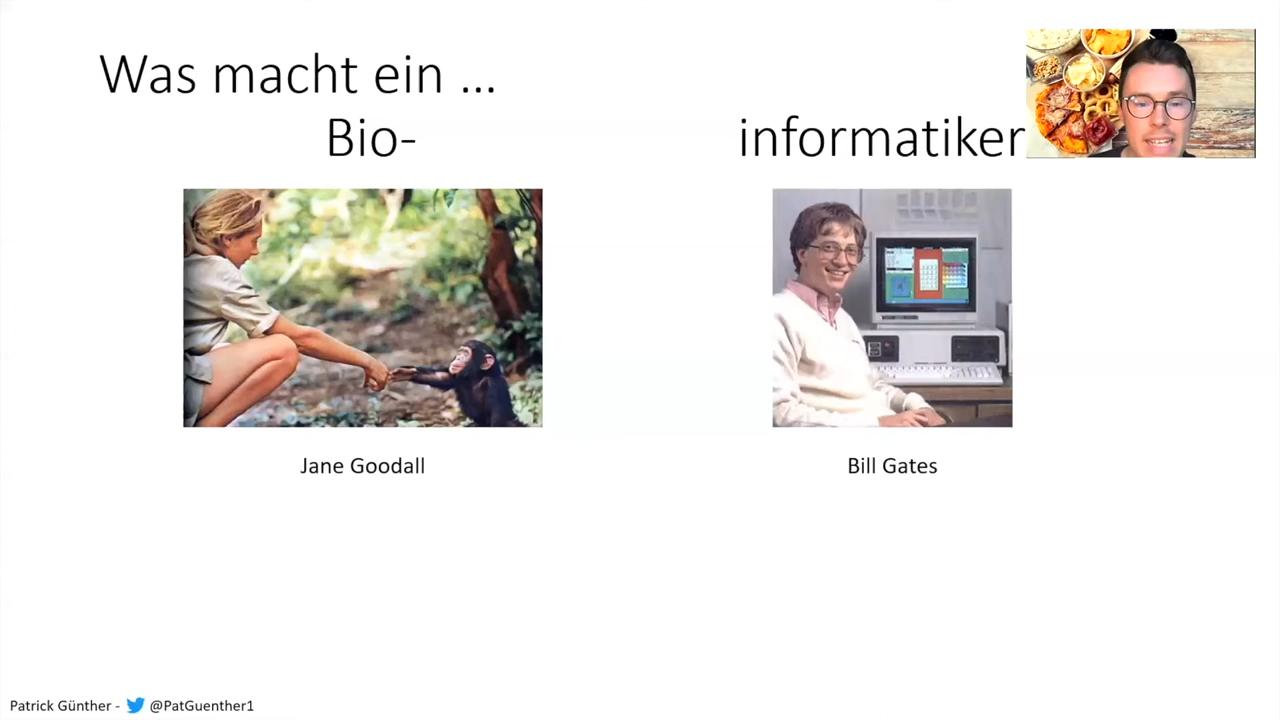 Was macht ein ...
Bio-
informatiker
Jane Goodall
Bill Gates
Patrick Günther - @PatGuenther1